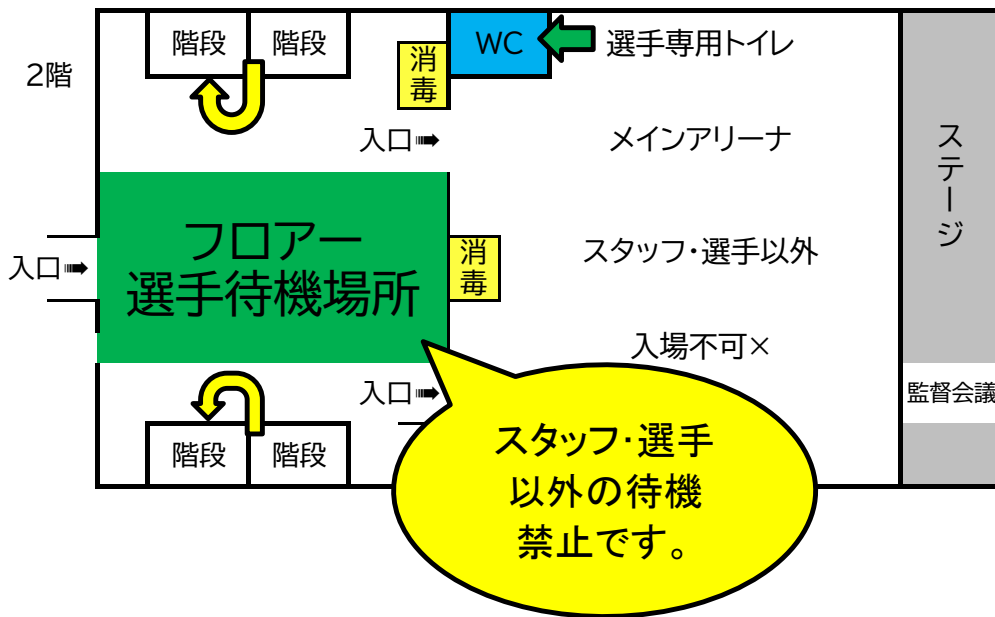 2階
階段 階段
消毒
WC
選手専用トイレ
入口➠
メインアリーナ
ステージ
入口➠
フロアー
選手待機場所
消毒
スタッフ・選手以外
入場不可×
入口➠
監督会議
階段 階段
スタッフ・選手
以外の待機
禁止です。